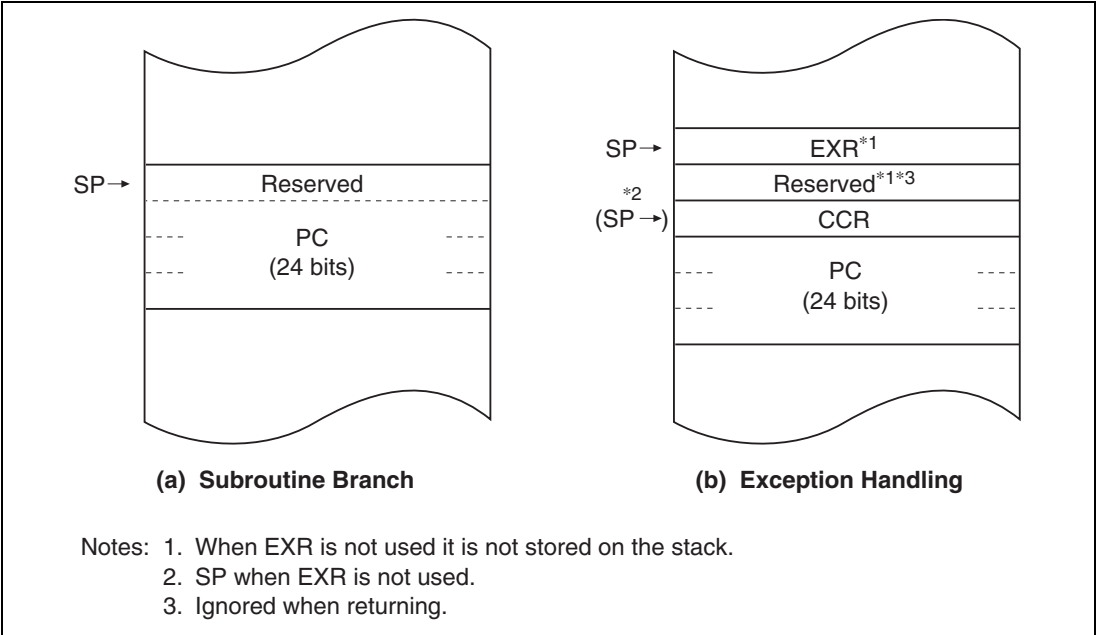 SP→
Reserved
PC
(24 bits)
(a) Subroutine Branch
SP→
EXR*1
Reserved*1*3
*2
(SP→)
CCR
PC
(24 bits)
(b) Exception Handling
Notes: 1. When EXR is not used it is not stored on the stack.
2. SP when EXR is not used.
3. Ignored when returning.